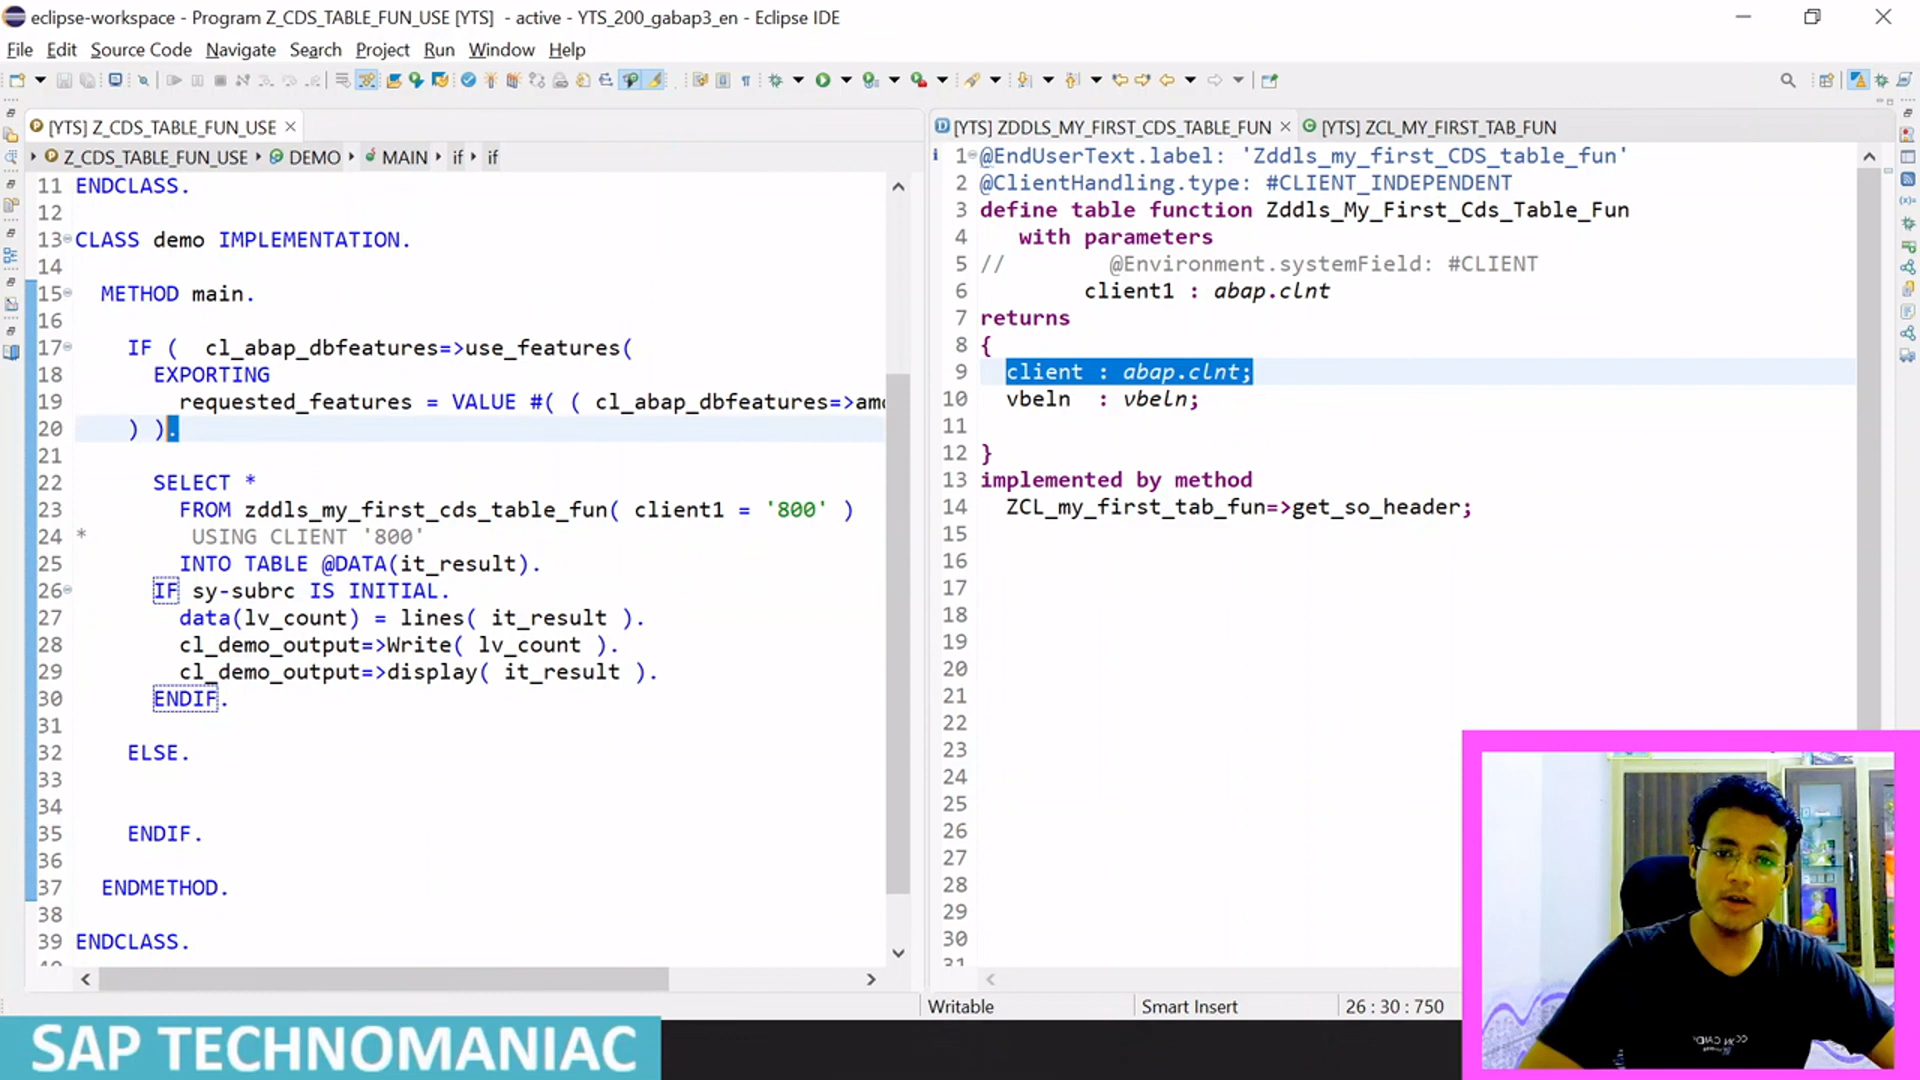 eclipse-workspace - Program Z_CDS_TABLE_FUN_USE [YTS] - active - YTS_200_gabap3_en - Eclipse IDE
File Edit Source Code Navigate Search Project Run Window Help
[YTS] Z_CDS_TABLE_FUN_USE
Z_CDS_TABLE_FUN_USE DEMO MAIN if if
11 ENDCLASS.
12
13 CLASS demo IMPLEMENTATION.
14
15 METHOD main.
16
17 IF ( cl_abap_dbfeatures=>use_features(
18 EXPORTING
19 requested_features = VALUE #( ( cl_abap_dbfeatures=>amd
20 ) ).
21
22 SELECT *
23 FROM zddls_my_first_cds_table_fun( client1 = '800' )
24 * USING CLIENT '800'
25 INTO TABLE @DATA(it_result).
26 IF sy-subrc IS INITIAL.
27 data(lv_count) = lines( it_result ).
28 cl_demo_output=>Write( lv_count ).
29 cl_demo_output=>display( it_result ).
30 ENDIF.
31
32 ELSE.
33
34
35 ENDIF.
36
37 ENDMETHOD.
38
39 ENDCLASS.
[YTS] ZDDLS_MY_FIRST_CDS_TABLE_FUN [YTS] ZCL_MY_FIRST_TAB_FUN
1 @EndUserText.label: 'Zddls_my_first_CDS_table_fun'
2 @ClientHandling.type: #CLIENT_INDEPENDENT
3 define table function Zddls_My_First_Cds_Table_Fun
4 with parameters
5 // @Environment.systemField: #CLIENT
6 client1 : abap.clnt
7 returns
8 {
9 client : abap.clnt;
10 vbeln : vbeln;
11
12 }
13 implemented by method
14 ZCL_my_first_tab_fun=>get_so_header;
15
16
17
18
19
20
21
22
23
24
25
26
27
28
29
30
31
Writable Smart Insert 26 : 30 : 750
SAP TECHNOMANIAC